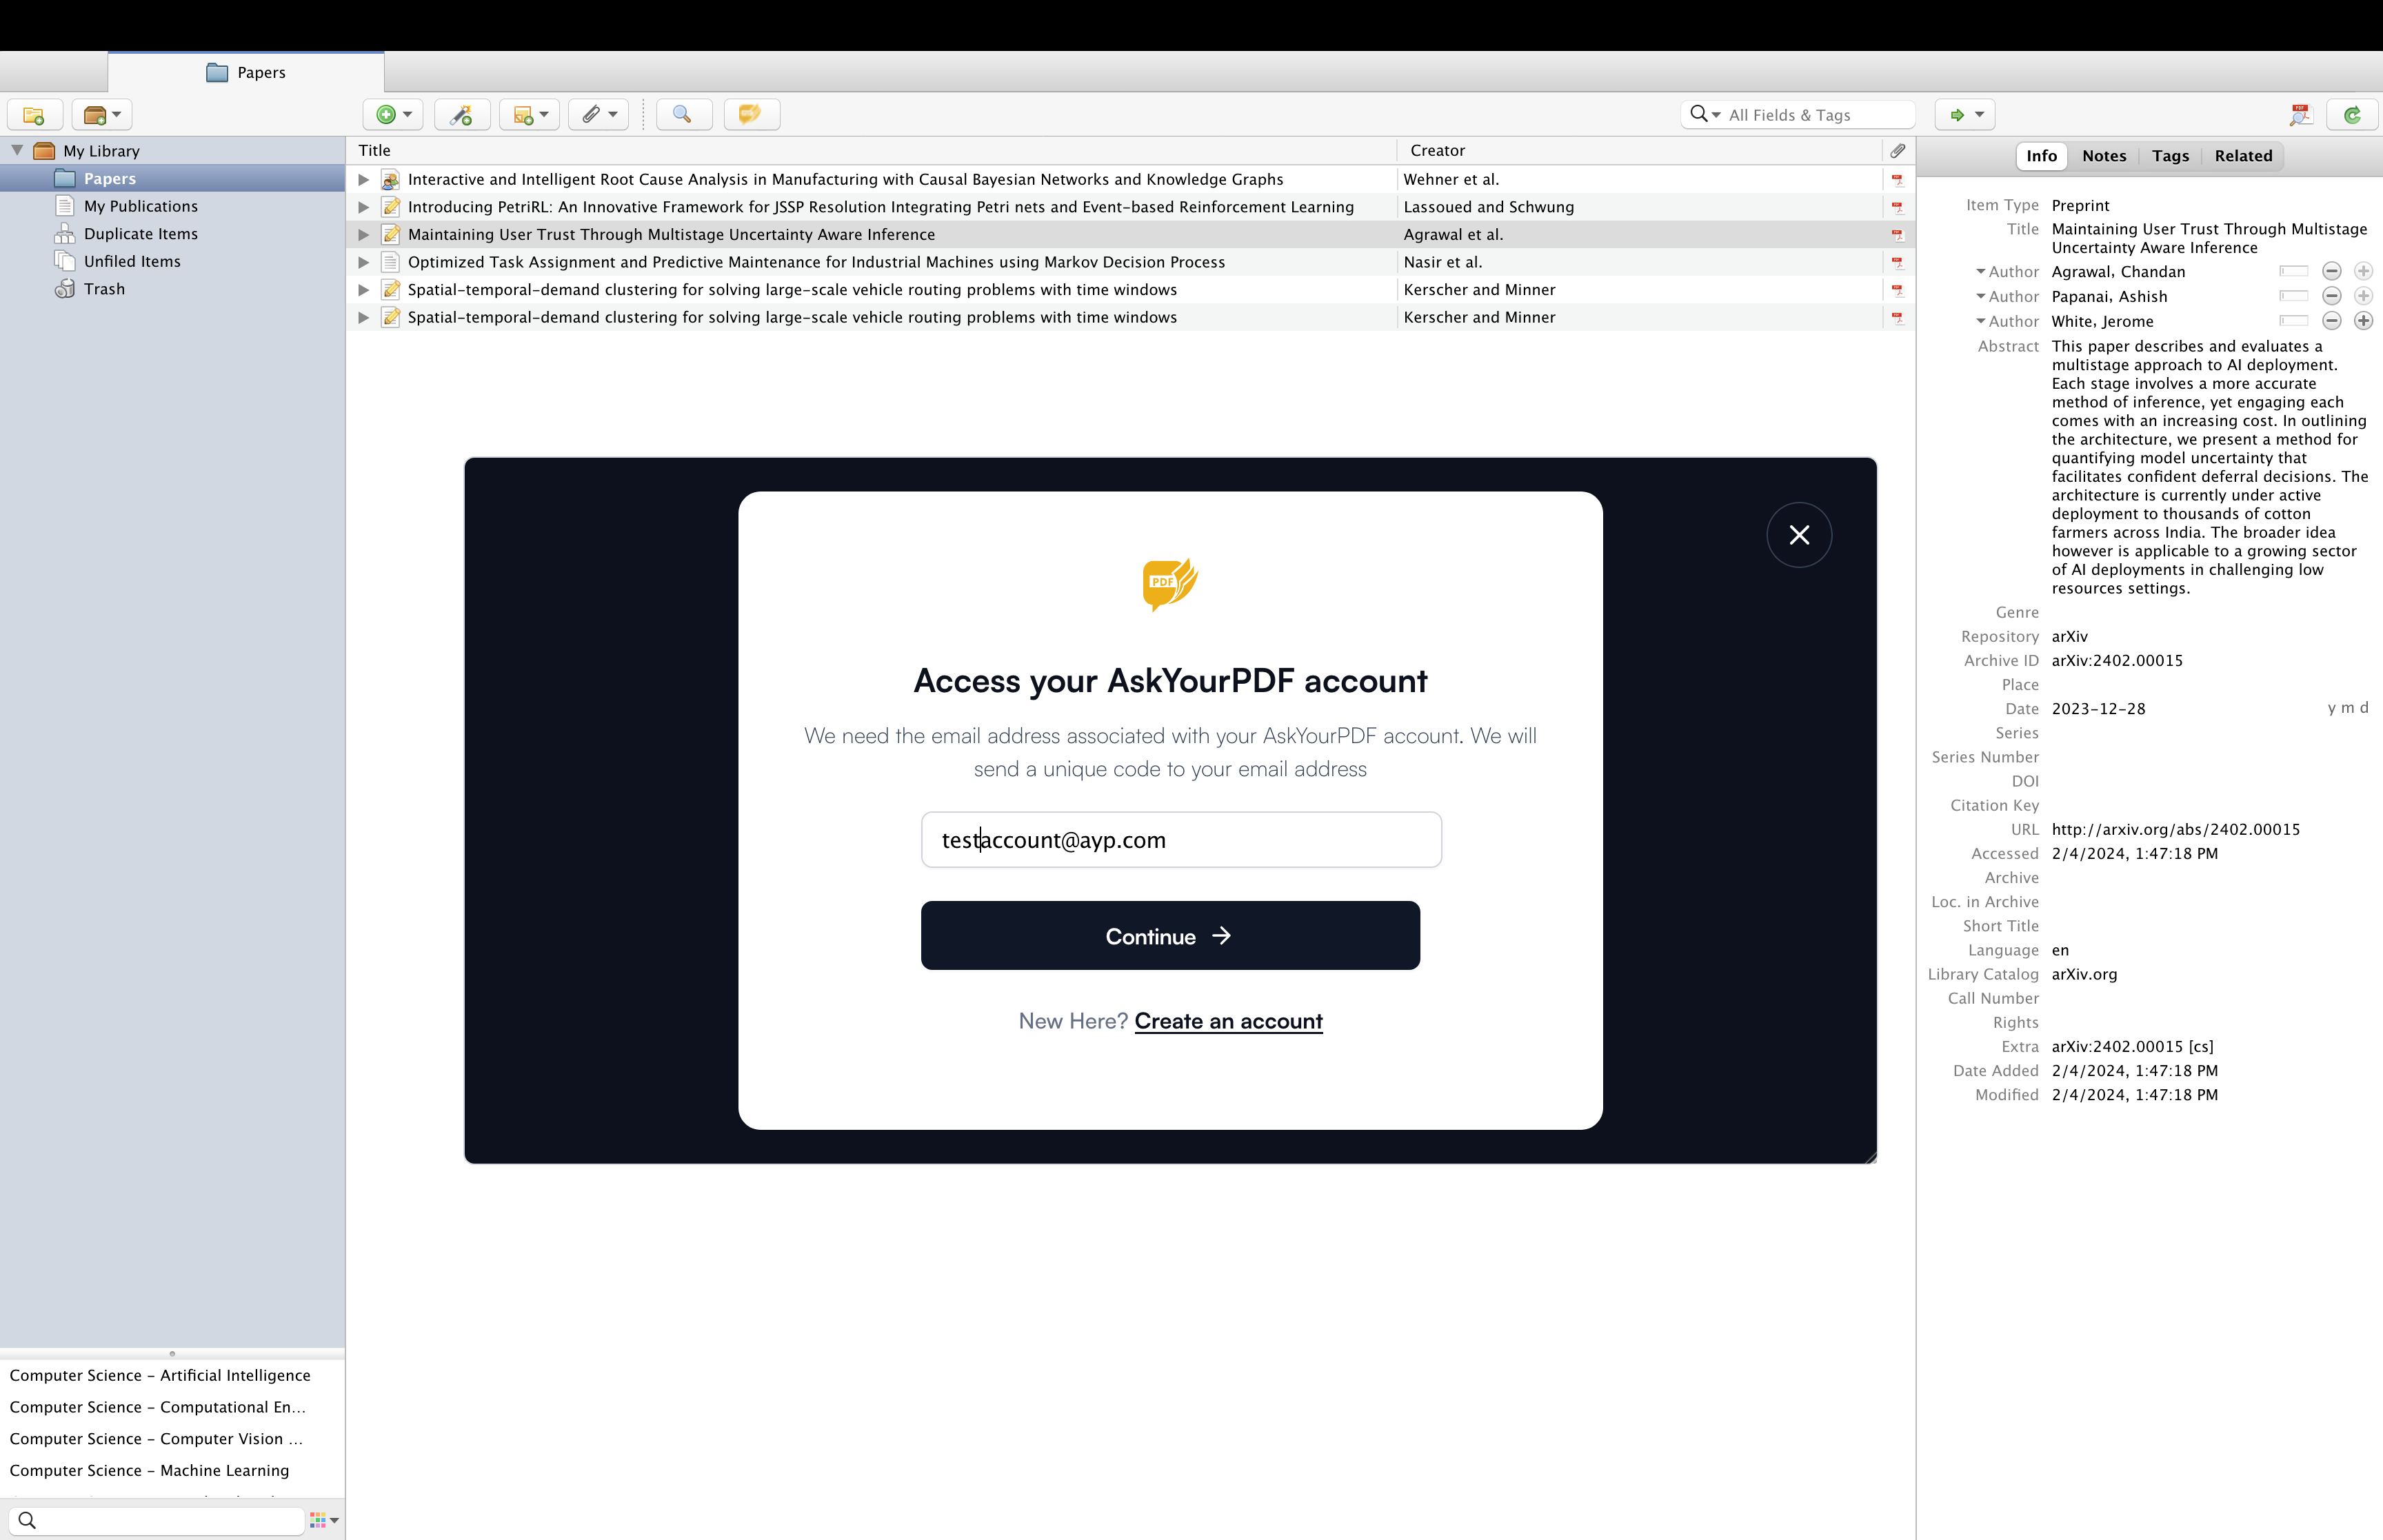 Papers
All Fields & Tags
My Library
Papers
My Publications
Duplicate Items
Unfiled Items
Trash
Title Creator
Interactive and Intelligent Root Cause Analysis in Manufacturing with Causal Bayesian Networks and Knowledge Graphs Wehner et al.
Introducing PetriRL: An Innovative Framework for JSSP Resolution Integrating Petri nets and Event-based Reinforcement Learning Lassoued and Schwung
Maintaining User Trust Through Multistage Uncertainty Aware Inference Agrawal et al.
Optimized Task Assignment and Predictive Maintenance for Industrial Machines using Markov Decision Process Nasir et al.
Spatial-temporal-demand clustering for solving large-scale vehicle routing problems with time windows Kerscher and Minner
Spatial-temporal-demand clustering for solving large-scale vehicle routing problems with time windows Kerscher and Minner
PDF
Access your AskYourPDF account
We need the email address associated with your AskYourPDF account. We will
send a unique code to your email address
testaccount@ayp.com
Continue →
New Here? Create an account
Info Notes Tags Related
Item Type Preprint
Title Maintaining User Trust Through Multistage
Uncertainty Aware Inference
Author Agrawal, Chandan
Author Papanai, Ashish
Author White, Jerome
Abstract This paper describes and evaluates a
multistage approach to AI deployment.
Each stage involves a more accurate
method of inference, yet engaging each
comes with an increasing cost. In outlining
the architecture, we present a method for
quantifying model uncertainty that
facilitates confident deferral decisions. The
architecture is currently under active
deployment to thousands of cotton
farmers across India. The broader idea
however is applicable to a growing sector
of AI deployments in challenging low
resources settings.
Genre
Repository arXiv
Archive ID arXiv:2402.00015
Place
Date 2023-12-28 y m d
Series
Series Number
DOI
Citation Key
URL http://arxiv.org/abs/2402.00015
Accessed 2/4/2024, 1:47:18 PM
Archive
Loc. in Archive
Short Title
Language en
Library Catalog arXiv.org
Call Number
Rights
Extra arXiv:2402.00015 [cs]
Date Added 2/4/2024, 1:47:18 PM
Modified 2/4/2024, 1:47:18 PM
Computer Science - Artificial Intelligence
Computer Science - Computational En...
Computer Science - Computer Vision ...
Computer Science - Machine Learning